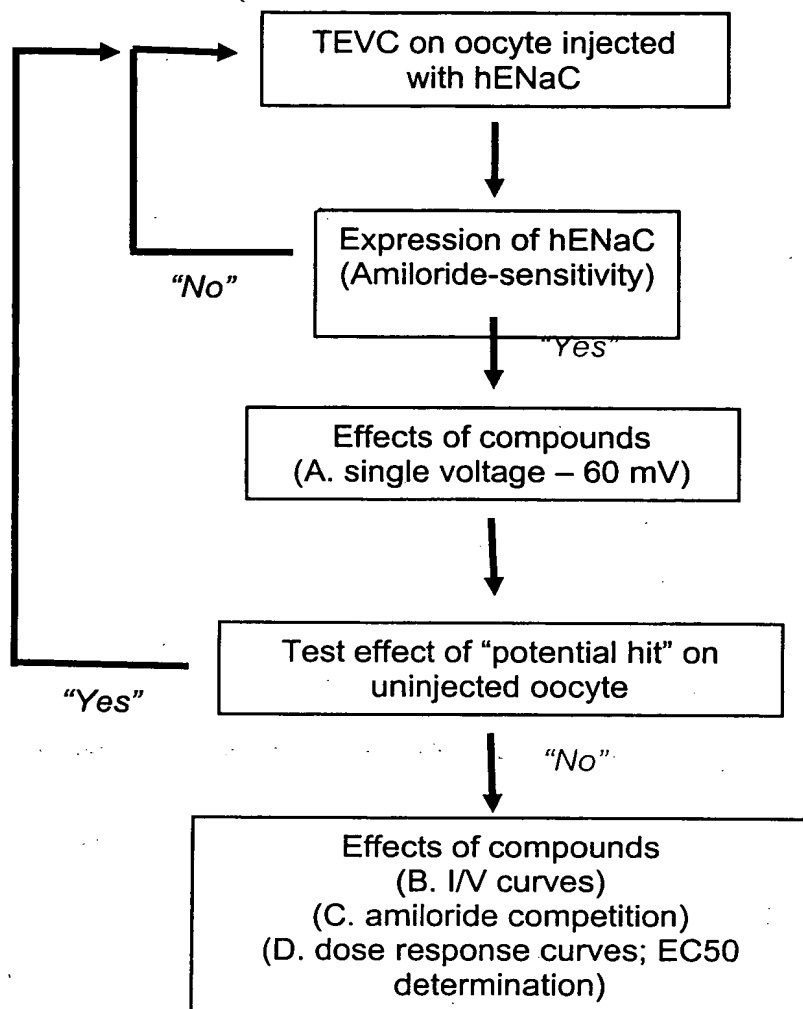 TEVC on oocyte injected
with hENaC
Expression of hENaC
(Amiloride-sensitivity)
“No”
“Yes”
Effects of compounds
(A. single voltage – 60 mV)
Test effect of “potential hit” on
uninjected oocyte
“Yes”
“No”
Effects of compounds
(B. I/V curves)
(C. amiloride competition)
(D. dose response curves; EC50
determination)